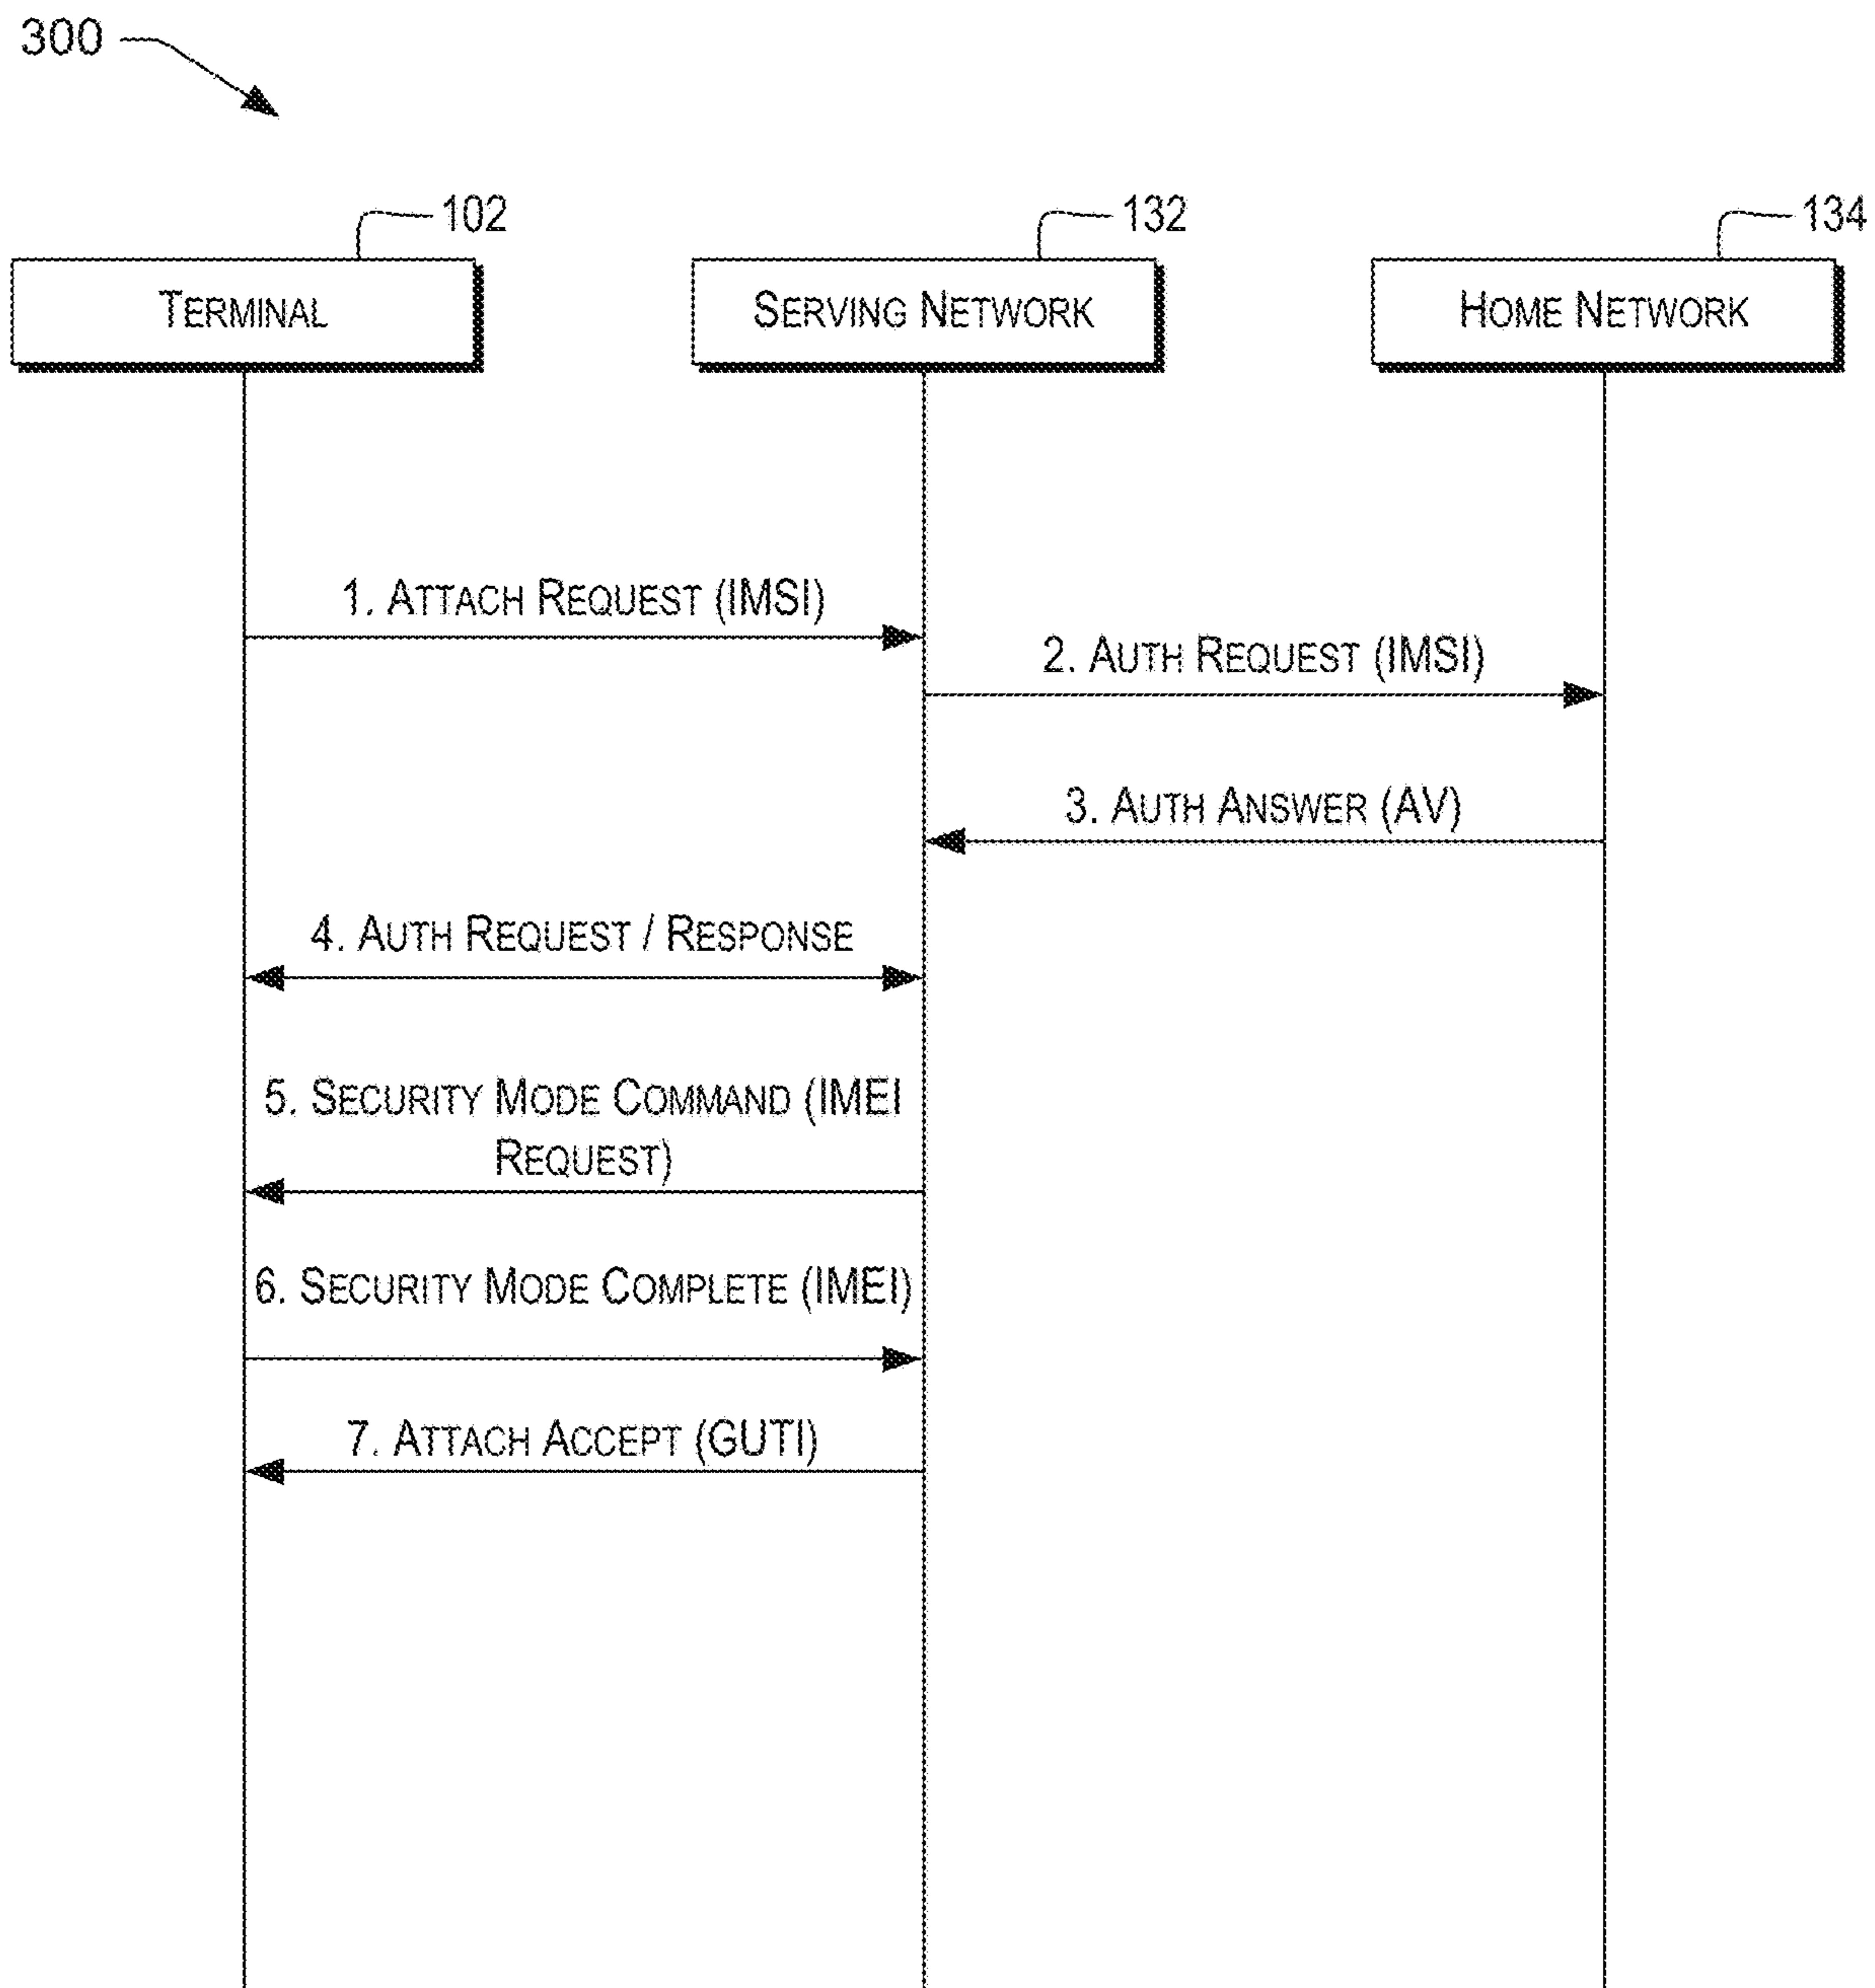 300
102
132
134
TERMINAL
SERVING NETWORK
HOME NETWORK
1. ATTACH REQUEST (IMSI)
2. AUTH REQUEST (IMSI)
3. AUTH ANSWER (AV)
4. AUTH REQUEST / RESPONSE
5. SECURITY MODE COMMAND (IMEI
REQUEST)
6. SECURITY MODE COMPLETE (IMEI)
7. ATTACH ACCEPT (GUTI)